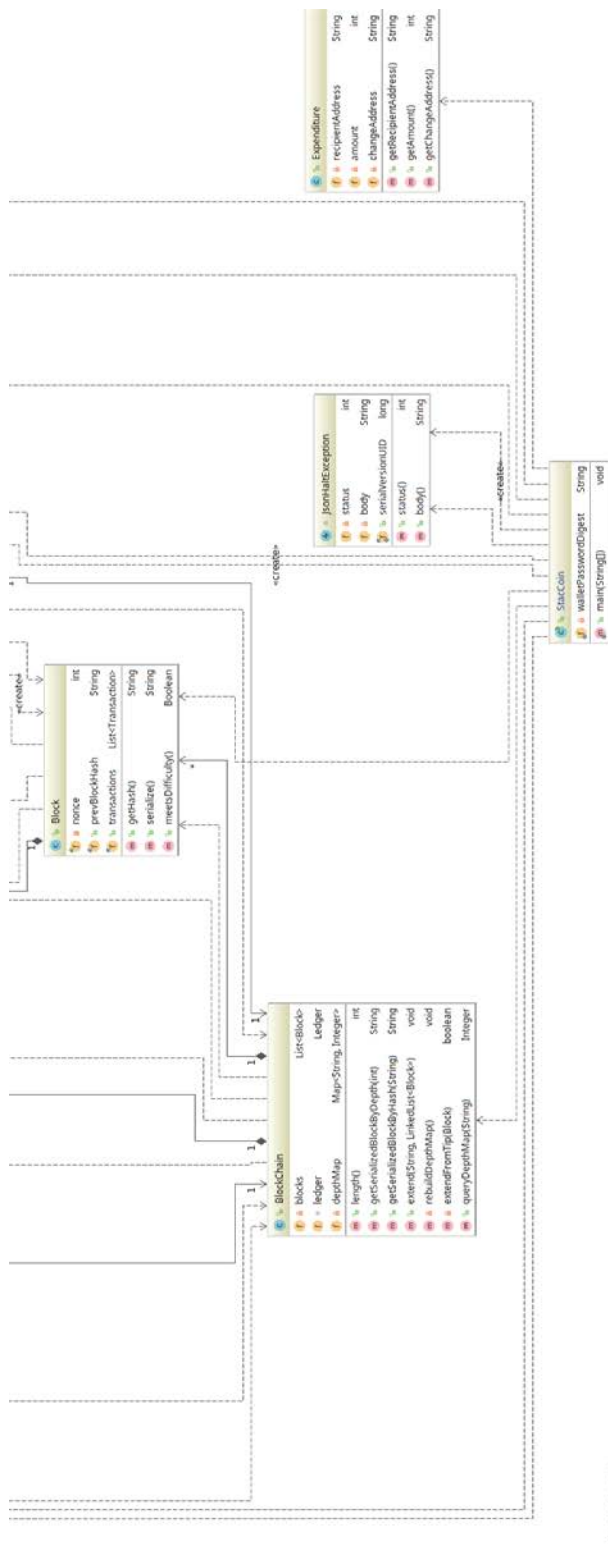 Expenditure
recipientAddress String
amount int
changeAddress String
getRecipientAddress() String
getAmount() int
getChangeAddress() String
JsonHaltException
status int
body String
serialVersionUID long
status() int
body() String
«create»
«create»
StacCoin
walletPasswordDigest String
main(String[]) void
«create»
Block
nonce int
prevBlockHash String
transactions List<Transaction>
getHash() String
serialize() String
meetsDifficulty() Boolean
1
*
1
1
1
1
BlockChain
blocks List<Block>
ledger Ledger
depthMap Map<String, Integer>
length() int
getSerializedBlockByDepth(int) String
getSerializedBlockByHash(String) String
extend(String, LinkedList<Block>) void
rebuildDepthMap() void
extendFromTip(Block) boolean
queryDepthMap(String) Integer